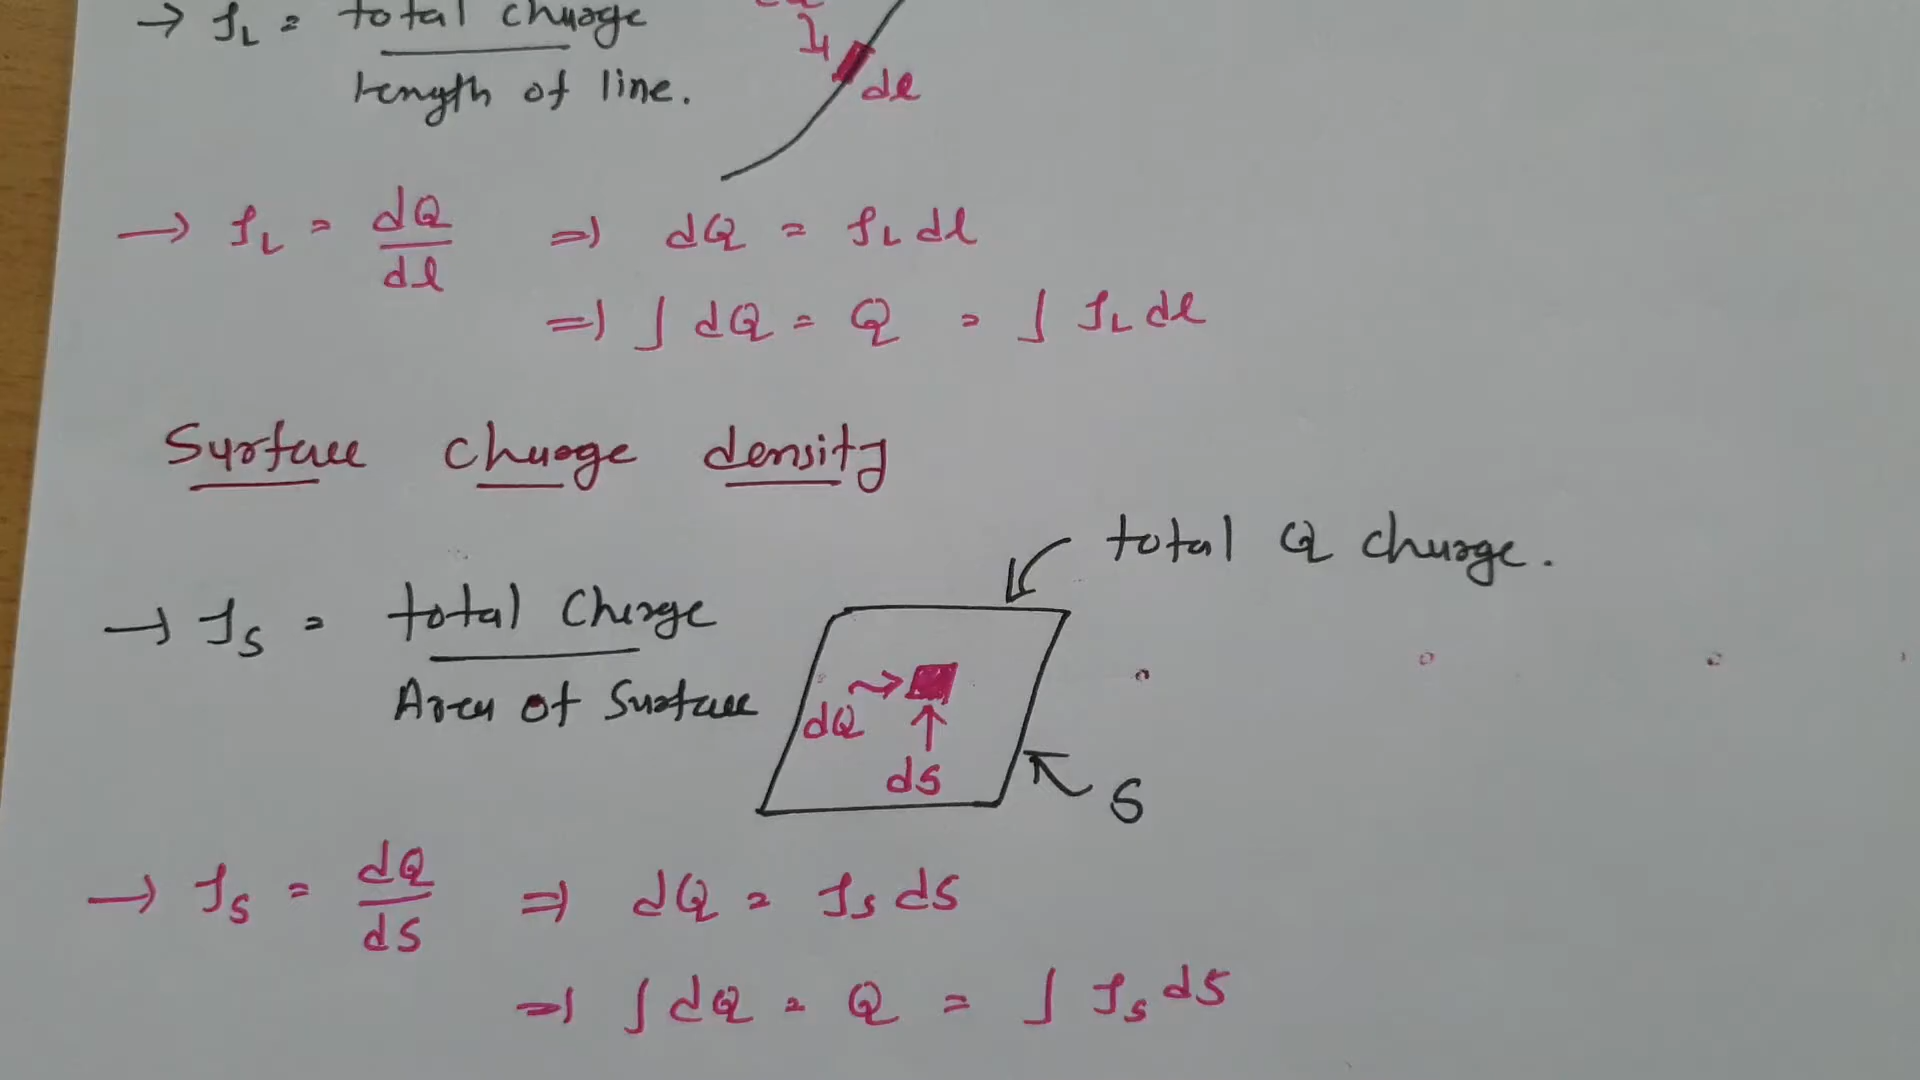 → ρL = total charge
Length of line.
dl
→ ρL = dQ/dl ⇒ dQ = ρL dl
⇒ ∫ dQ = Q = ∫ ρL dl
Surface charge density
total Q charge.
→ ρS = total Charge
Area of Surface
dQ
dS
S
→ ρS = dQ/dS ⇒ dQ = ρS dS
⇒ ∫ dQ = Q = ∫ ρS dS